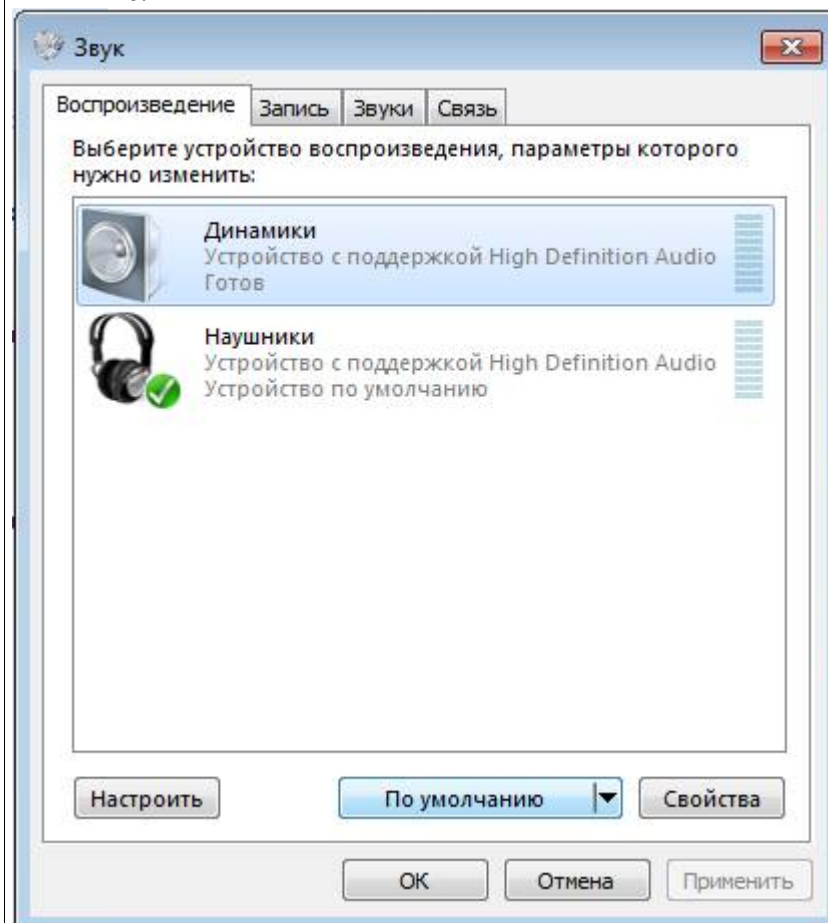 Звук
Воспроизведение Запись Звуки Связь
Выберите устройство воспроизведения, параметры которого
нужно изменить:
Динамики
Устройство с поддержкой High Definition Audio
Готов
Наушники
Устройство с поддержкой High Definition Audio
Устройство по умолчанию
Настроить По умолчанию Свойства
ОК Отмена Применить